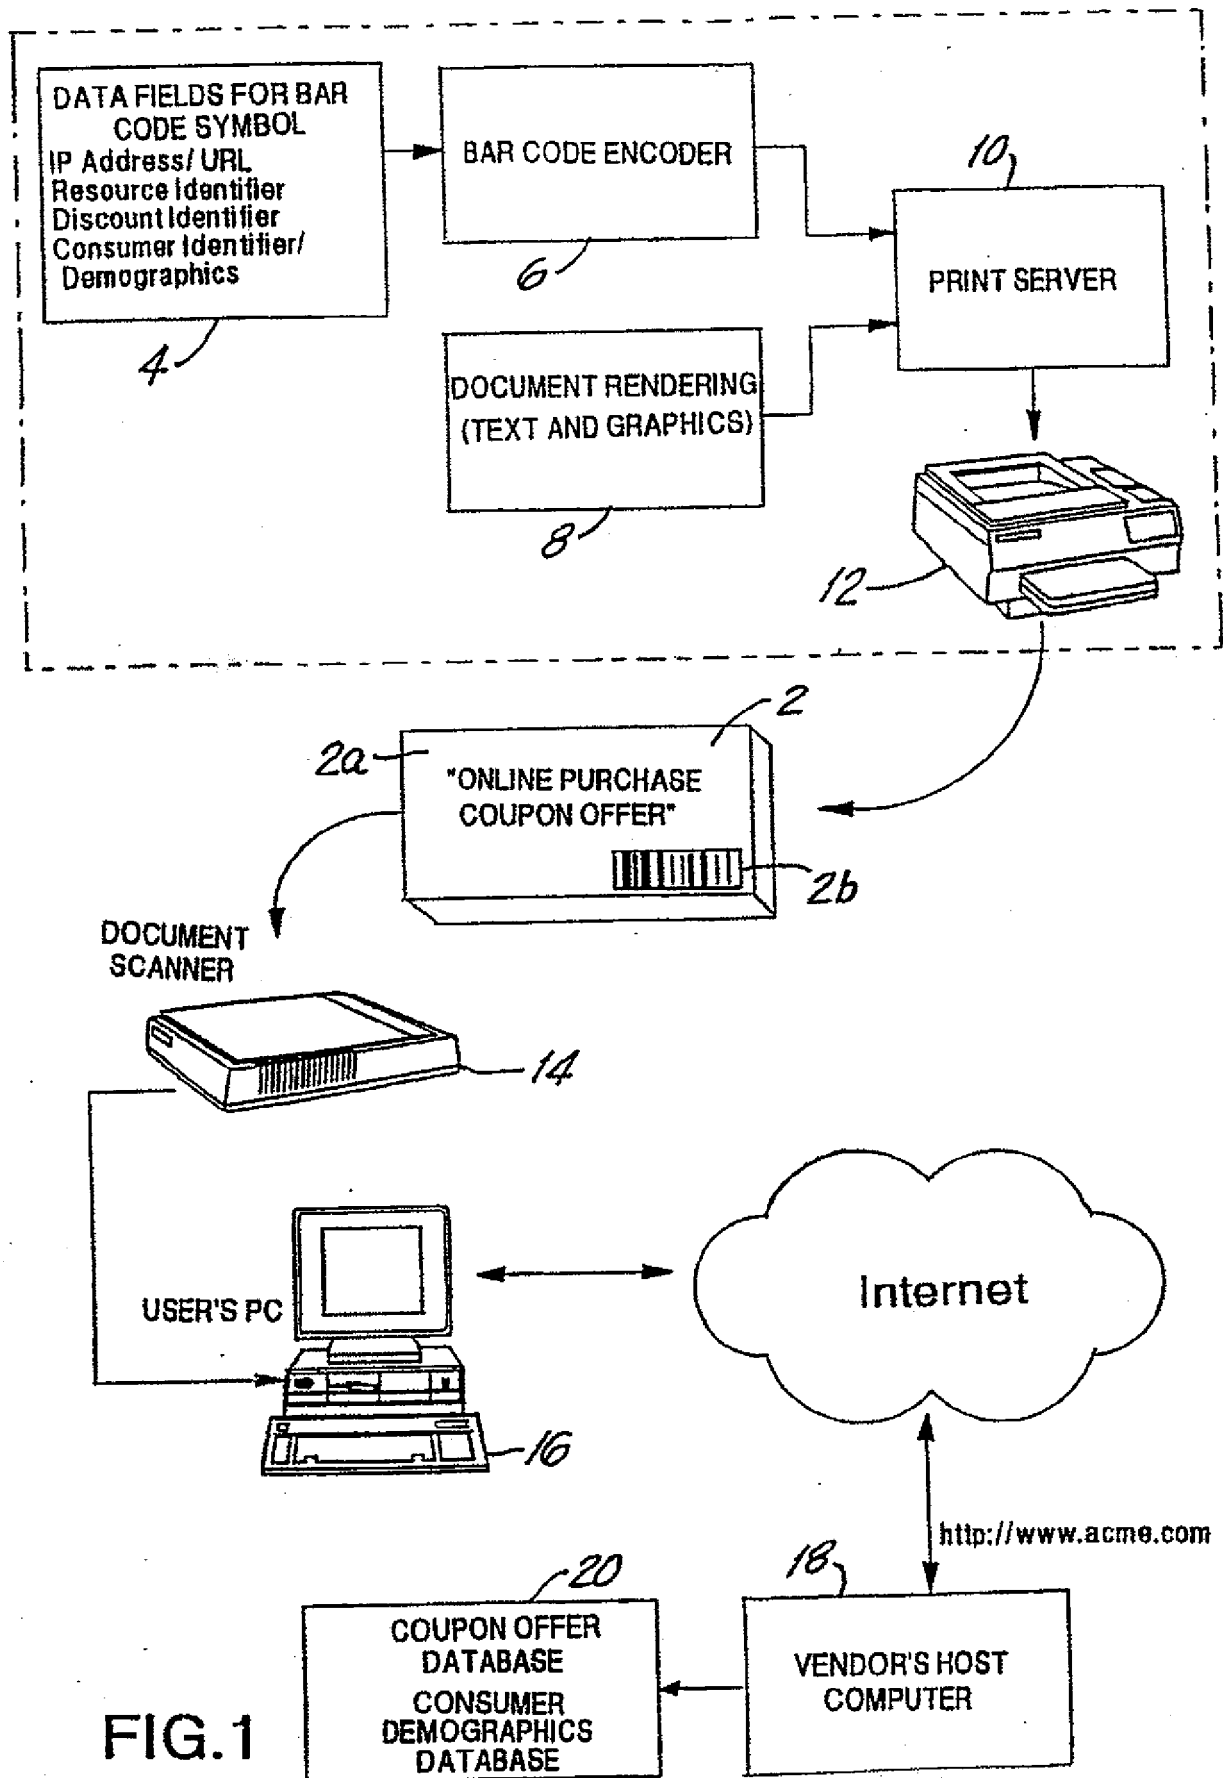 DATA FIELDS FOR BAR
CODE SYMBOL
IP Address/ URL
Resource Identifier
Discount Identifier
Consumer Identifier/
Demographics
4
BAR CODE ENCODER
6
DOCUMENT RENDERING
(TEXT AND GRAPHICS)
8
10
PRINT SERVER
12
2
2a
"ONLINE PURCHASE
COUPON OFFER"
2b
DOCUMENT
SCANNER
14
USER'S PC
16
Internet
http://www.acme.com
18
VENDOR'S HOST
COMPUTER
20
COUPON OFFER
DATABASE
CONSUMER
DEMOGRAPHICS
DATABASE
FIG.1